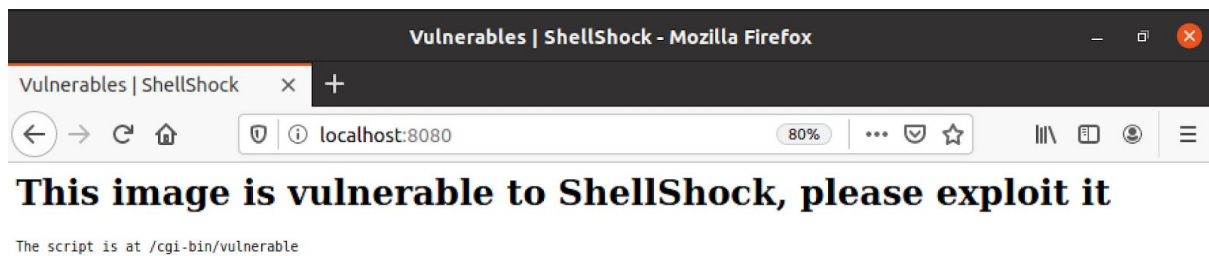 Vulnerables | ShellShock - Mozilla Firefox
Vulnerables | ShellShock
localhost:8080 80%
This image is vulnerable to ShellShock, please exploit it
The script is at /cgi-bin/vulnerable